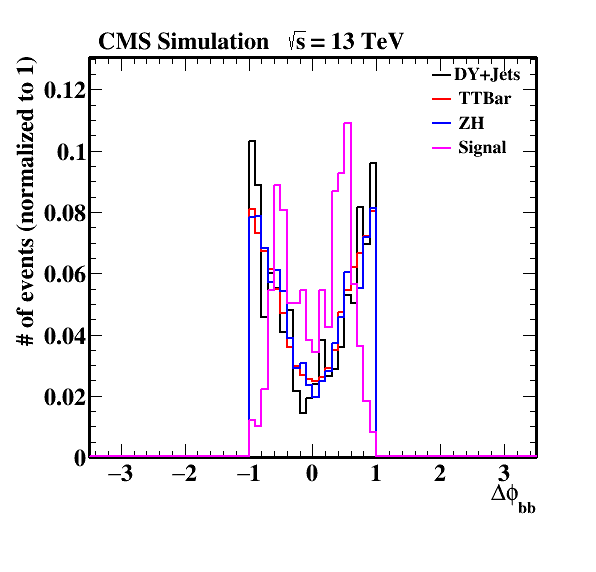 CMS Simulation √s = 13 TeV
# of events (normalized to 1)
0.12
0.1
0.08
0.06
0.04
0.02
0
DY+Jets
TTBar
ZH
Signal
−3 −2 −1 0 1 2 3
Δϕbb